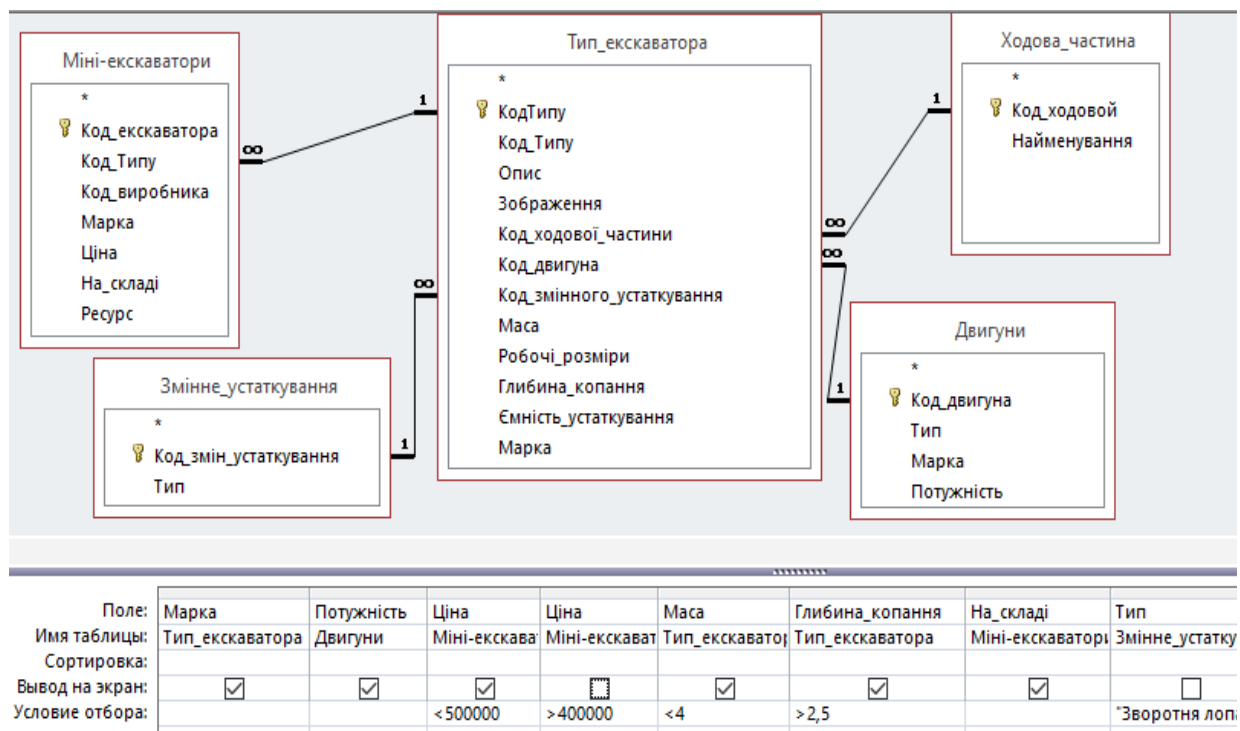 Міні-екскаватори
*
Код_екскаватора
Код_Типу
Код_виробника
Марка
Ціна
На_складі
Ресурс
∞
1
Тип_екскаватора
*
КодТипу
Код_Типу
Опис
Зображення
Код_ходової_частини
Код_двигуна
Код_змінного_устаткування
Маса
Робочі_розміри
Глибина_копання
Ємність_устаткування
Марка
Ходова_частина
*
Код_ходовой
Найменування
1
∞
∞
1
Змінне_устаткування
*
Код_змін_устаткування
Тип
∞
1
Двигуни
*
Код_двигуна
Тип
Марка
Потужність
Поле: Марка Потужність Ціна Ціна Маса Глибина_копання На_складі Тип
Имя таблицы: Тип_екскаватора Двигуни Міні-екскава Міні-екскават Тип_екскаватор Тип_екскаватора Міні-екскаватори Змінне_устатку
Сортировка:
Вывод на экран:
Условие отбора: <500000 >400000 <4 >2,5 "Зворотня лопа